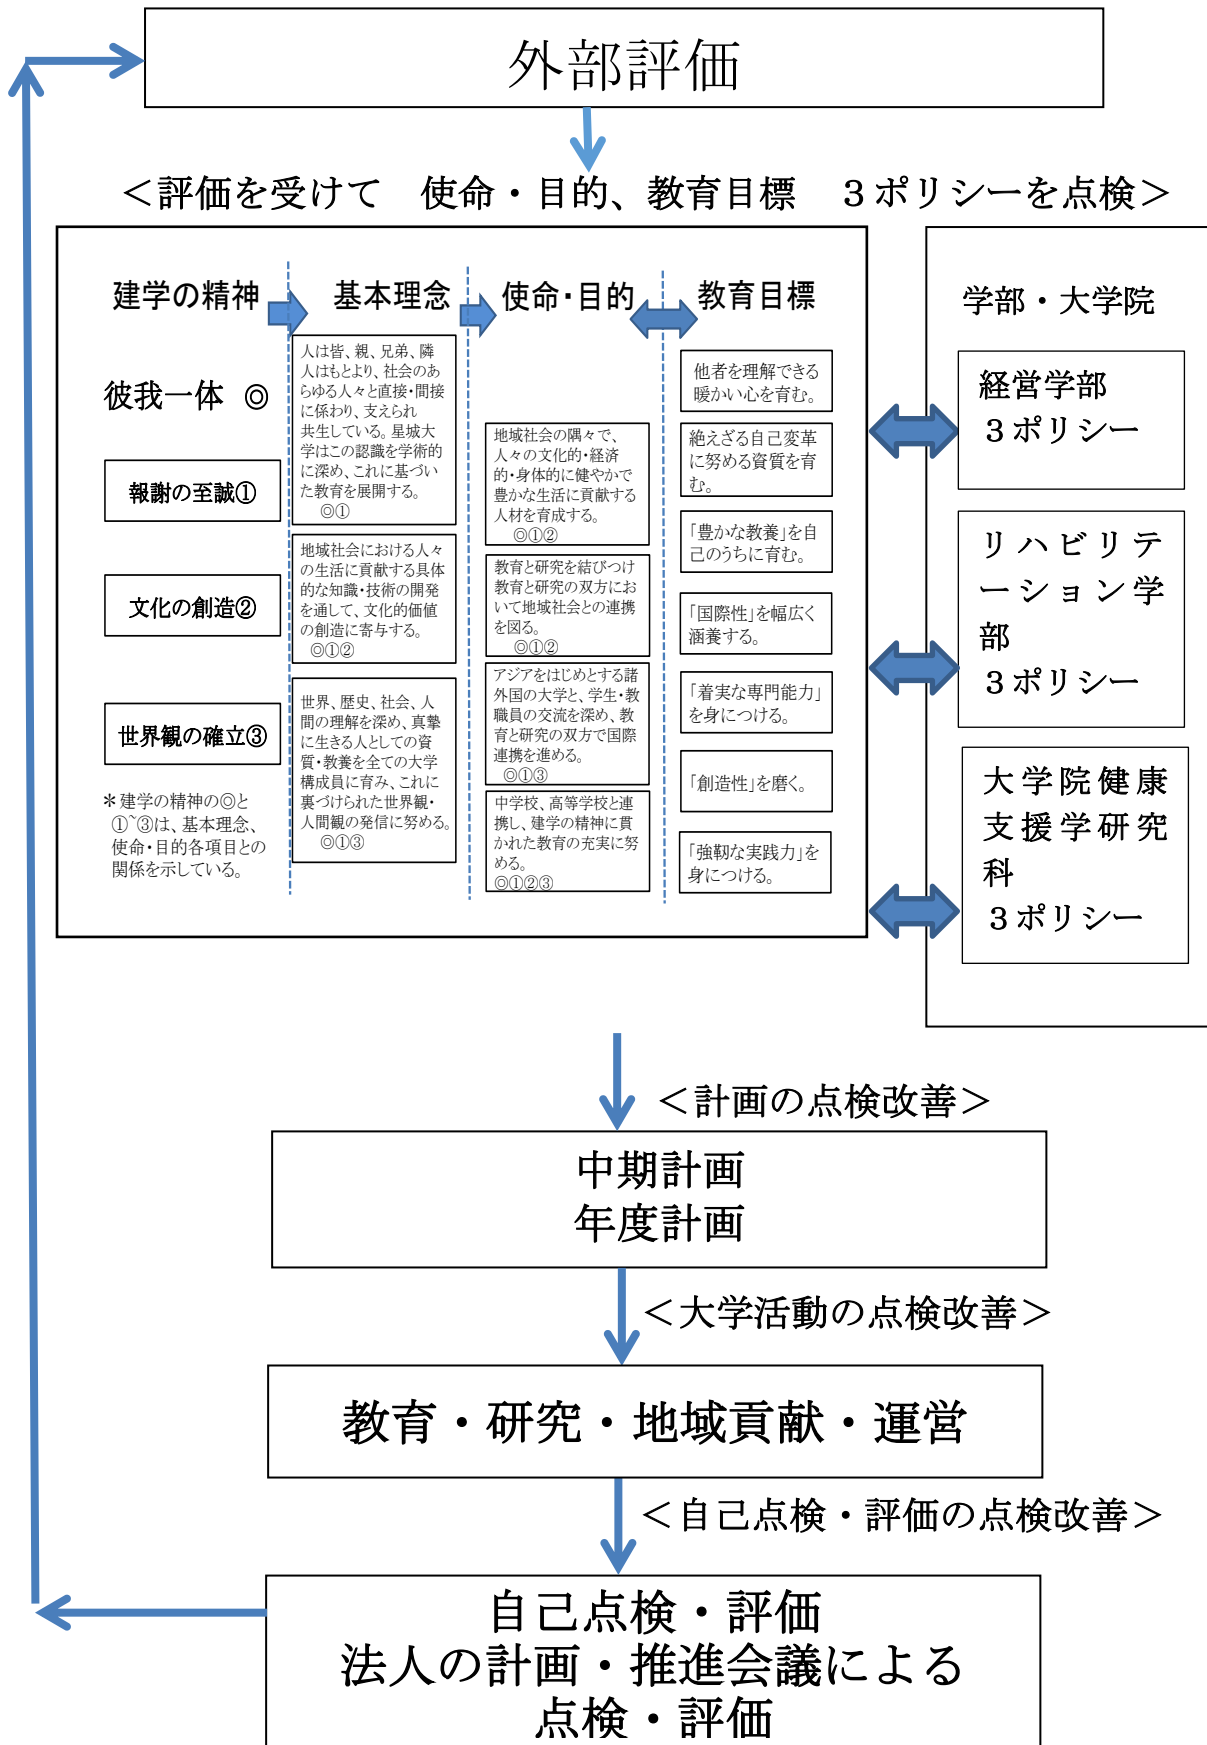 外部評価
＜評価を受けて　使命・目的、教育目標　３ポリシーを点検＞
建学の精神
彼我一体 ◎
報謝の至誠①
文化の創造②
世界観の確立③
＊建学の精神の◎と
①~③は、基本理念、
使命・目的各項目との
関係を示している。
基本理念
人は皆、親、兄弟、隣
人はもとより、社会のあ
らゆる人々と直接・間接
に係わり、支えられ
共生している。星城大
学はこの認識を学術的
に深め、これに基づい
た教育を展開する。
◎①
地域社会における人々
の生活に貢献する具体
的な知識・技術の開発
を通して、文化的価値
の創造に寄与する。
◎①②
世界、歴史、社会、人
間の理解を深め、真摯
に生きる人としての資
質・教養を全ての大学
構成員に育み、これに
裏づけられた世界観・
人間観の発信に努める。
◎①③
使命・目的
地域社会の隅々で、
人々の文化的・経済
的・身体的に健やかで
豊かな生活に貢献する
人材を育成する。
◎①②
教育と研究を結びつけ
教育と研究の双方にお
いて地域社会との連携
を図る。
◎①②
アジアをはじめとする諸
外国の大学と、学生・教
職員の交流を深め、教
育と研究の双方で国際
連携を進める。
◎①③
中学校、高等学校と連
携し、建学の精神に貫
かれた教育の充実に努
める。
◎①②③
教育目標
他者を理解できる
暖かい心を育む。
絶えざる自己変革
に努める資質を育
む。
「豊かな教養」を自
己のうちに育む。
「国際性」を幅広く
涵養する。
「着実な専門能力」
を身につける。
「創造性」を磨く。
「強靭な実践力」を
身につける。
学部・大学院
経営学部
３ポリシー
リハビリテ
ーション学
部
３ポリシー
大学院健康
支援学研究
科
３ポリシー
＜計画の点検改善＞
中期計画
年度計画
＜大学活動の点検改善＞
教育・研究・地域貢献・運営
＜自己点検・評価の点検改善＞
自己点検・評価
法人の計画・推進会議による
点検・評価